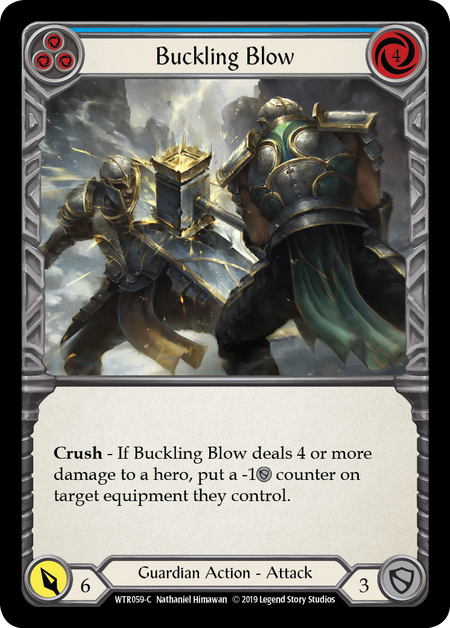 Buckling Blow
4
Crush - If Buckling Blow deals 4 or more
damage to a hero, put a -1 counter on
target equipment they control.
6
Guardian Action - Attack
3
WTR059-C Nathaniel Himawan © 2019 Legend Story Studios